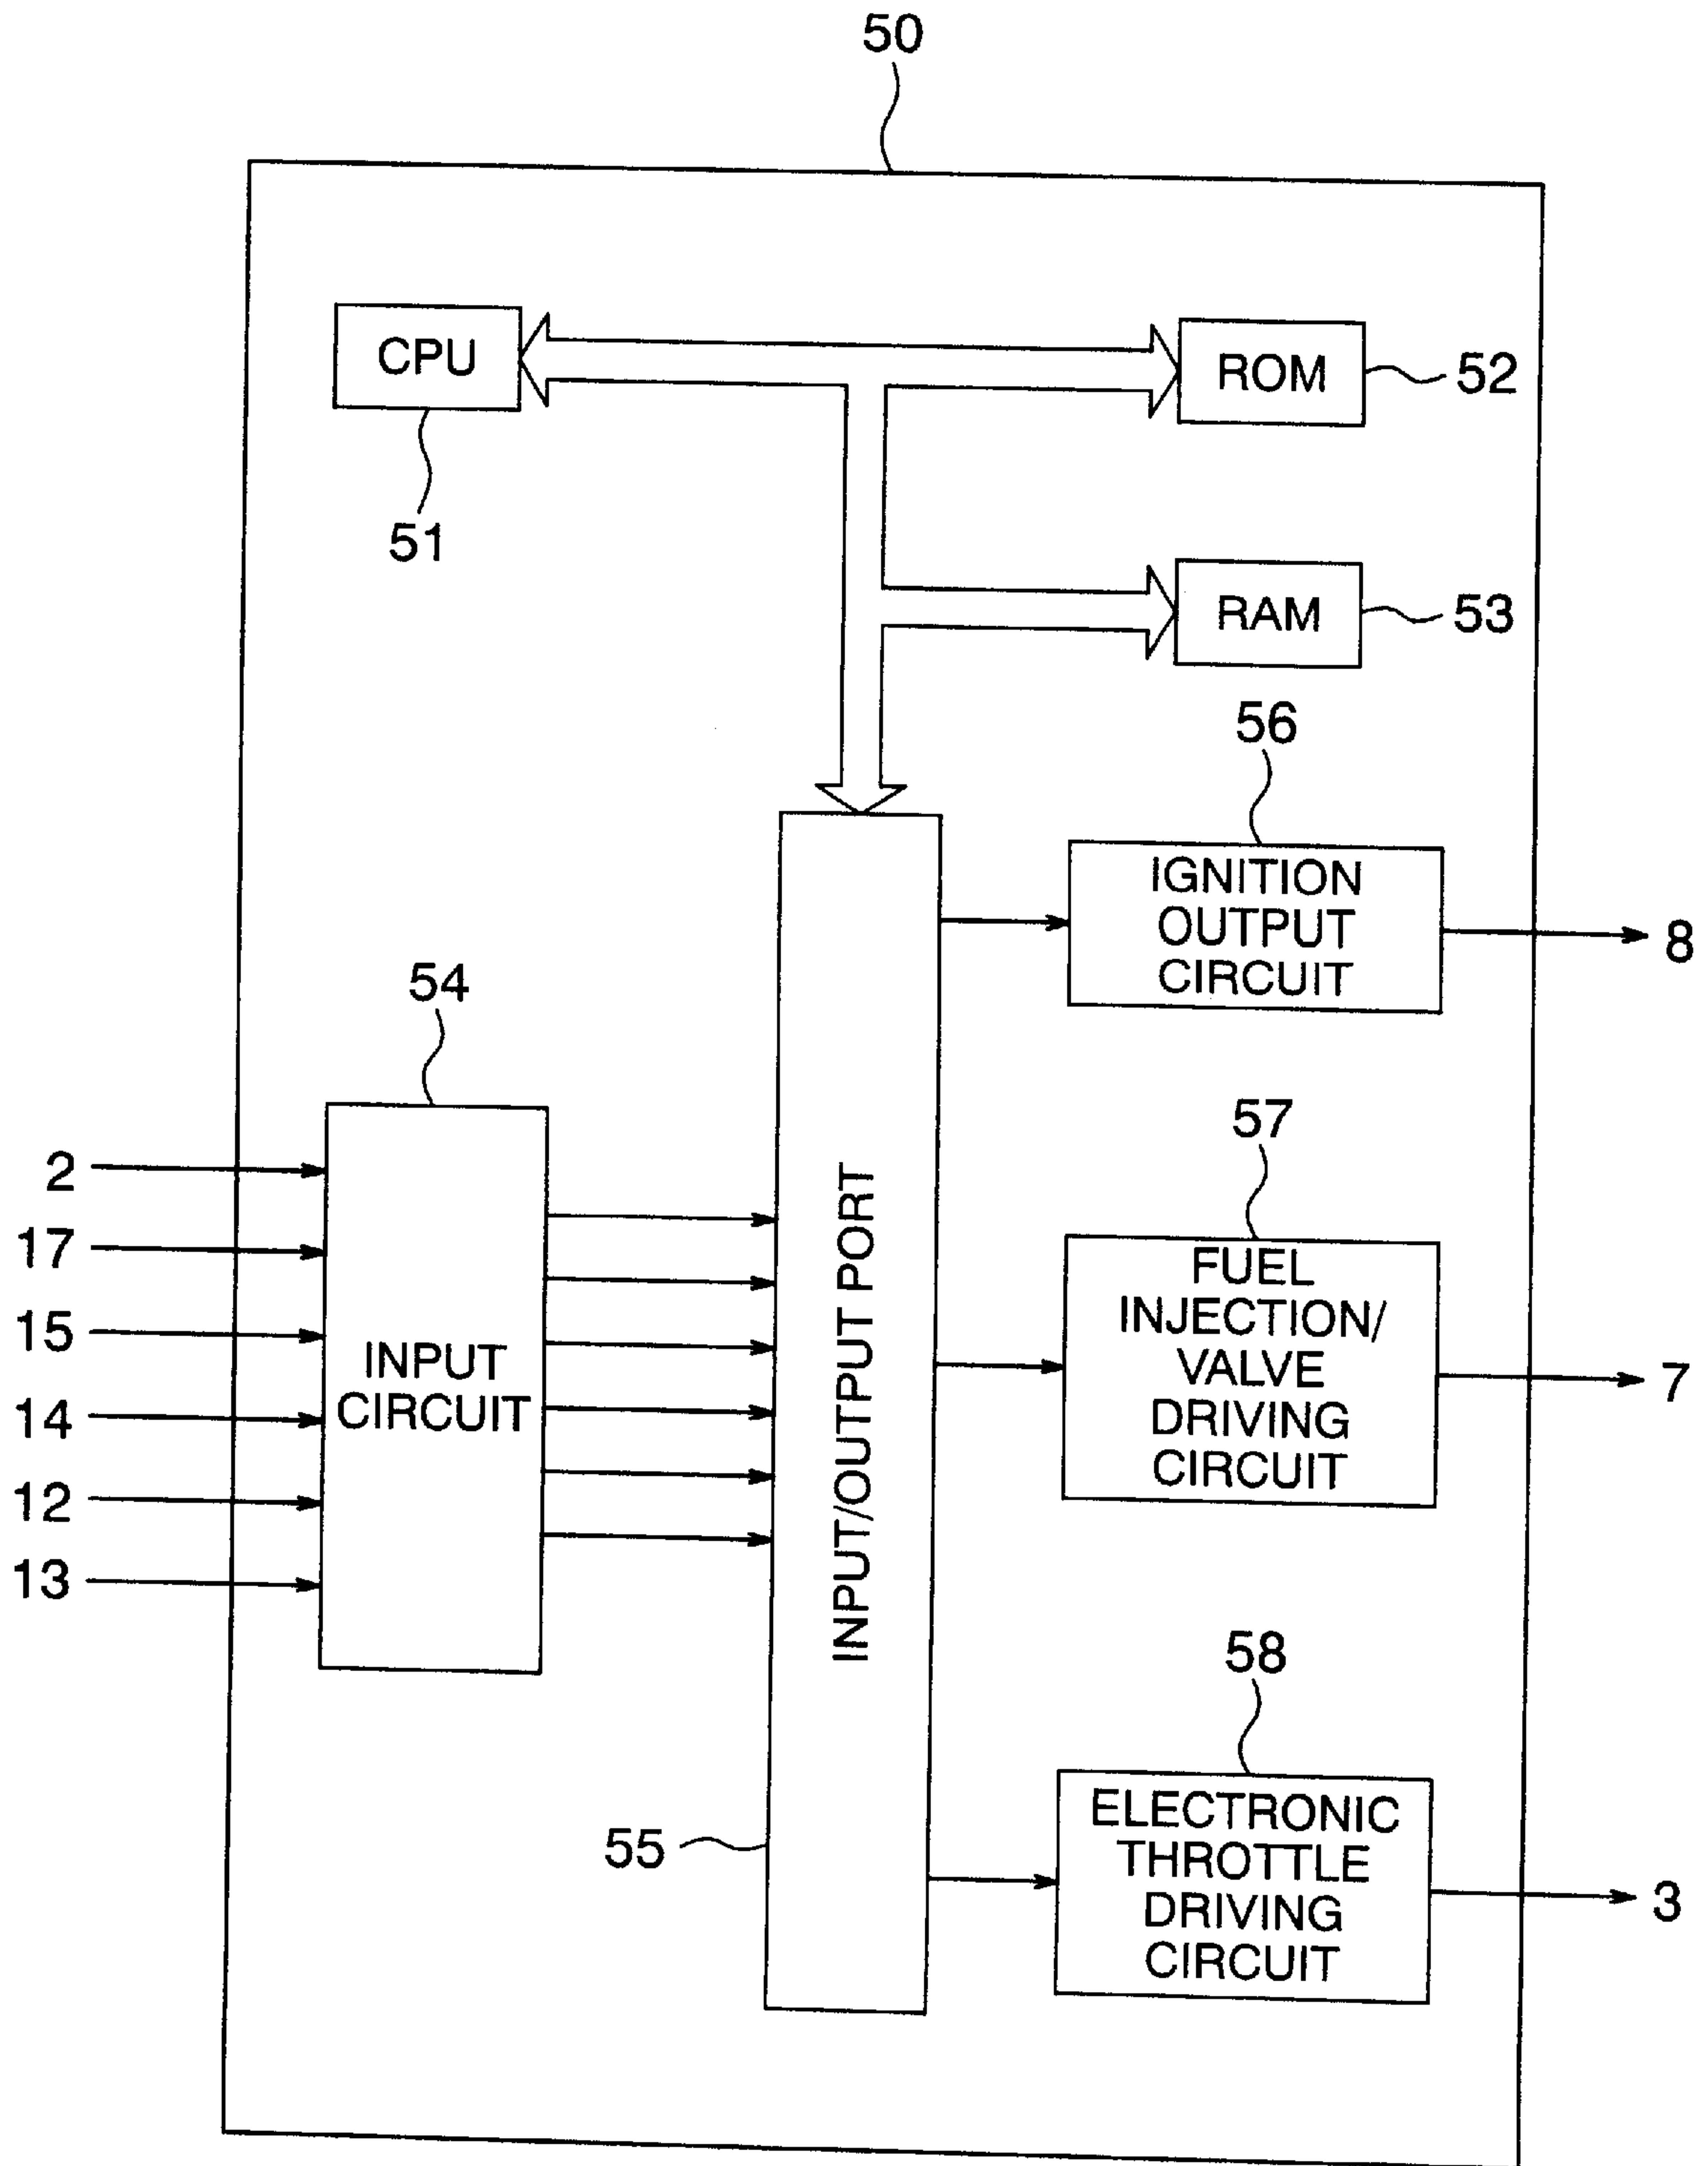 50
CPU
ROM
52
51
RAM
53
56
IGNITION
OUTPUT
CIRCUIT
8
54
57
2
17
15
14
12
13
INPUT
CIRCUIT
INPUT/OUTPUT PORT
FUEL
INJECTION/
VALVE
DRIVING
CIRCUIT
7
58
55
ELECTRONIC
THROTTLE
DRIVING
CIRCUIT
3